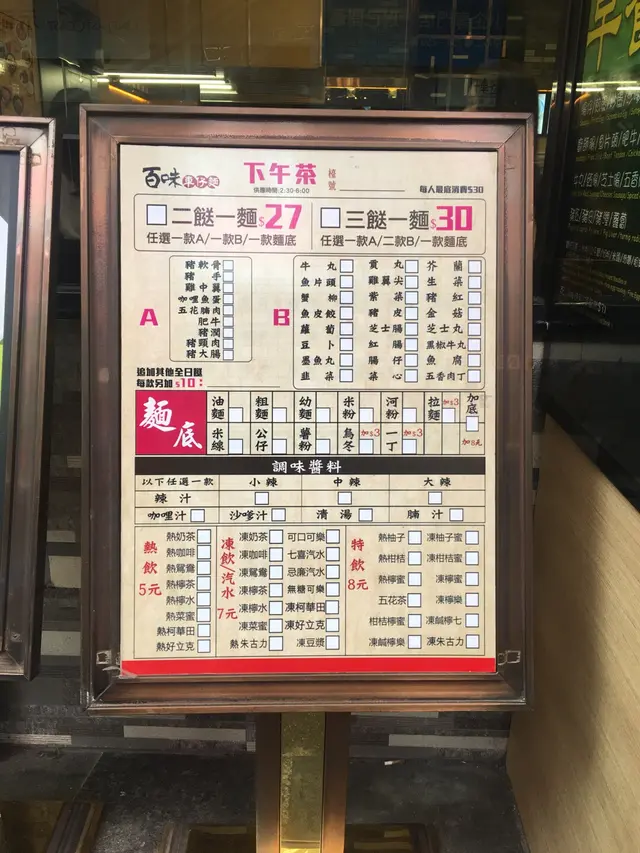 百味車仔麵
下午茶
供應時間:2:30-6:00
檯號
每人最底消費$30
二餸一麵$27
任選一款A/一款B/一款麵底
三餸一麵$30
任選一款A/二款B/一款麵底
A
豬軟骨
豬手
雞中翼
咖哩魚蛋
五花腩肉
肥牛
豬潤
豬頸肉
豬大腸
B
牛丸 貢丸 芥蘭
魚片頭 雞翼尖 生菜
蟹柳 紫菜 豬紅
魚皮餃 豬皮 金菇
蘿蔔 芝士腸 芝士丸
豆卜 紅腸 黑椒牛丸
墨魚丸 腸仔 魚腐
韭菜 菜心 五香肉丁
追加其他全日餸
每款另加$10:
麵底
油麵 粗麵 幼麵 米粉 河粉 拉麵 加$3 加底
米線 公仔 薯粉 烏冬 加$3 一丁 加$3 加8元
調味醬料
以下任選一款 小辣 中辣 大辣
辣汁
咖哩汁 沙嗲汁 清湯 腩汁
熱飲5元
熱奶茶
熱咖啡
熱鴛鴦
熱檸茶
熱檸水
熱菜蜜
熱柯華田
熱好立克
凍飲/汽水7元
凍奶茶 可口可樂
凍咖啡 七喜汽水
凍鴛鴦 忌廉汽水
凍檸茶 無糖可樂
凍檸水 凍柯華田
凍菜蜜 凍好立克
熱朱古力 凍豆漿
特飲8元
熱柚子 凍柚子蜜
熱柑桔 凍柑桔蜜
熱檸蜜 凍檸蜜
五花茶 凍檸樂
柑桔檸蜜 凍鹹檸七
凍鹹檸樂 凍朱古力